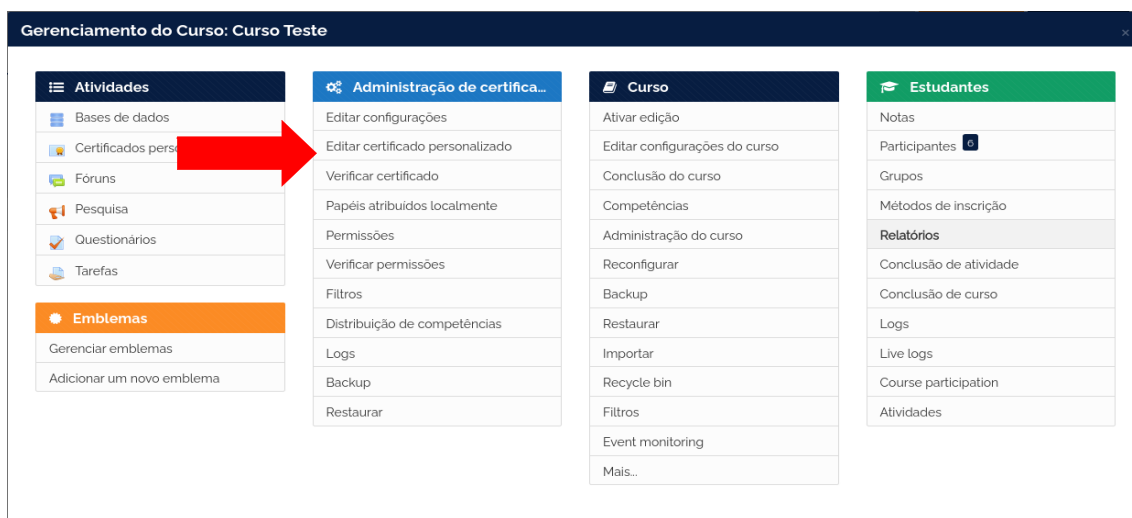 Gerenciamento do Curso: Curso Teste
×
Atividades
Bases de dados
Certificados
Fóruns
Pesquisa
Questionários
Tarefas
Emblemas
Gerenciar emblemas
Adicionar um novo emblema
Administração de certifica...
Editar configurações
Editar certificado personalizado
Verificar certificado
Papéis atribuídos localmente
Permissões
Verificar permissões
Filtros
Distribuição de competências
Logs
Backup
Restaurar
Curso
Ativar edição
Editar configurações do curso
Conclusão do curso
Competências
Administração do curso
Reconfigurar
Backup
Restaurar
Importar
Recycle bin
Filtros
Event monitoring
Mais...
Estudantes
Notas
Participantes 6
Grupos
Métodos de inscrição
Relatórios
Conclusão de atividade
Conclusão de curso
Logs
Live logs
Course participation
Atividades